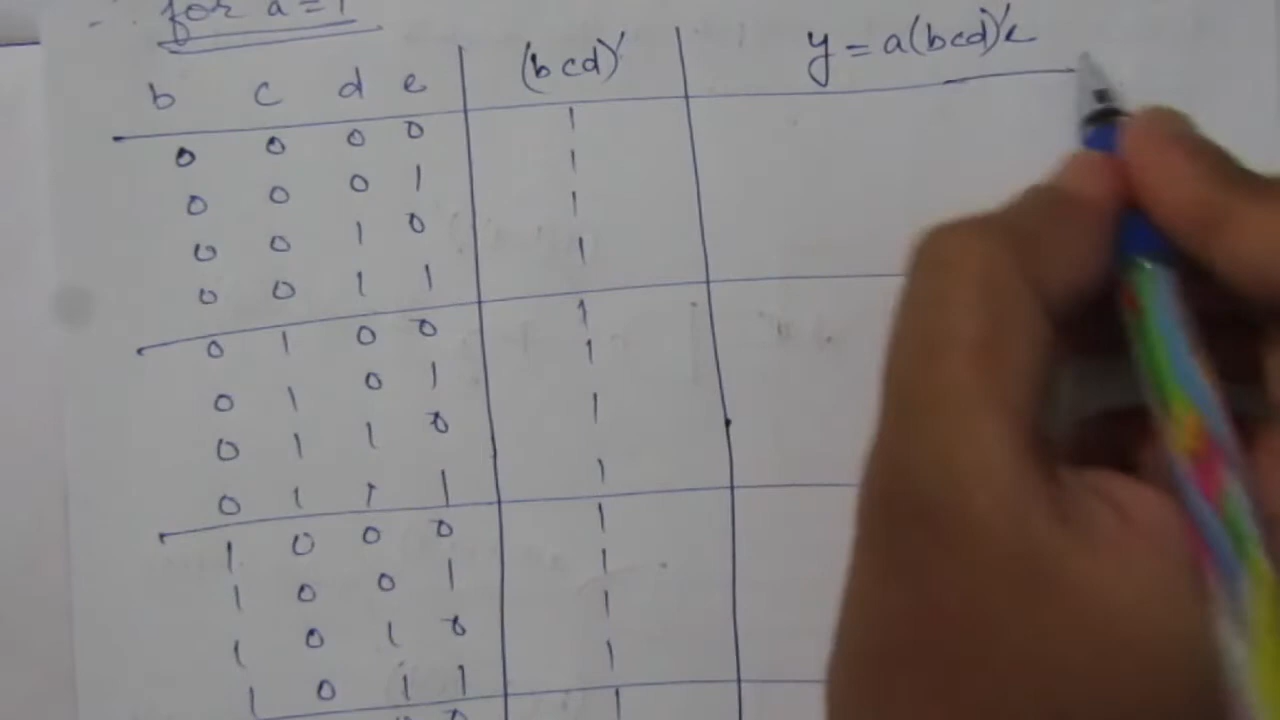 for a = 1
b c d e (bcd)' y = a(bcd)'e
0 0 0 0 1
0 0 0 1 1
0 0 1 0 1
0 0 1 1 1
0 1 0 0 1
0 1 0 1 1
0 1 1 0 1
0 1 1 1 1
1 0 0 0 1
1 0 0 1 1
1 0 1 0 1
1 0 1 1 1
0 0 1